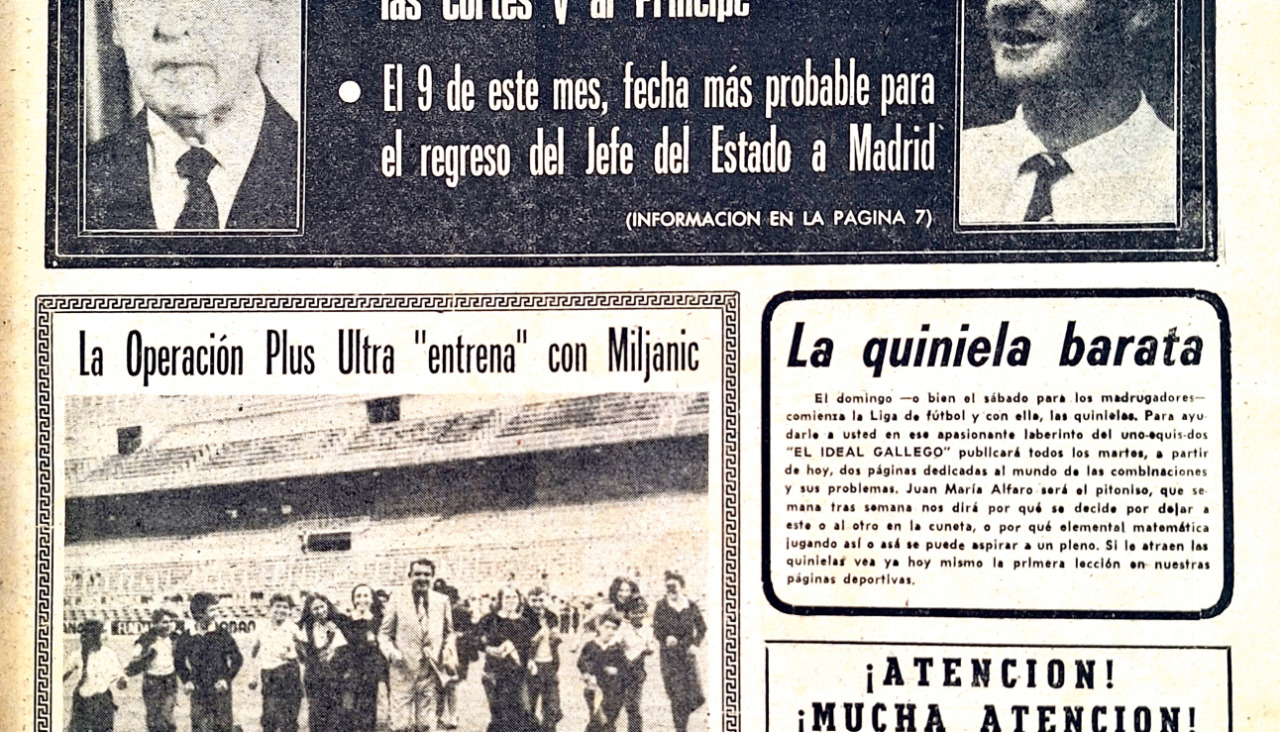 las Cortes y al Príncipe
● El 9 de este mes, fecha más probable para
el regreso del Jefe del Estado a Madrid
(INFORMACION EN LA PAGINA 7)
La Operación Plus Ultra "entrena" con Miljanic
La quiniela barata
El domingo —o bien el sábado para los madrugadores—
comienza la Liga de fútbol y con ella, las quinielas. Para ayu-
darle a usted en ese apasionante laberinto del uno-equis-dos
"EL IDEAL GALLEGO" publicará todos los martes, a partir
de hoy, dos páginas dedicadas al mundo de las combinaciones
y sus problemas. Juan María Alfaro será el pitoniso, que se-
mana tras semana nos dirá por qué se decide por dejar a
este o al otro en la cuneta, o por qué elemental matemática
jugando así o asá se puede aspirar a un pleno. Si le atraen las
quinielas vea ya hoy mismo la primera lección en nuestras
páginas deportivas.
¡ATENCION!
¡MUCHA ATENCION!